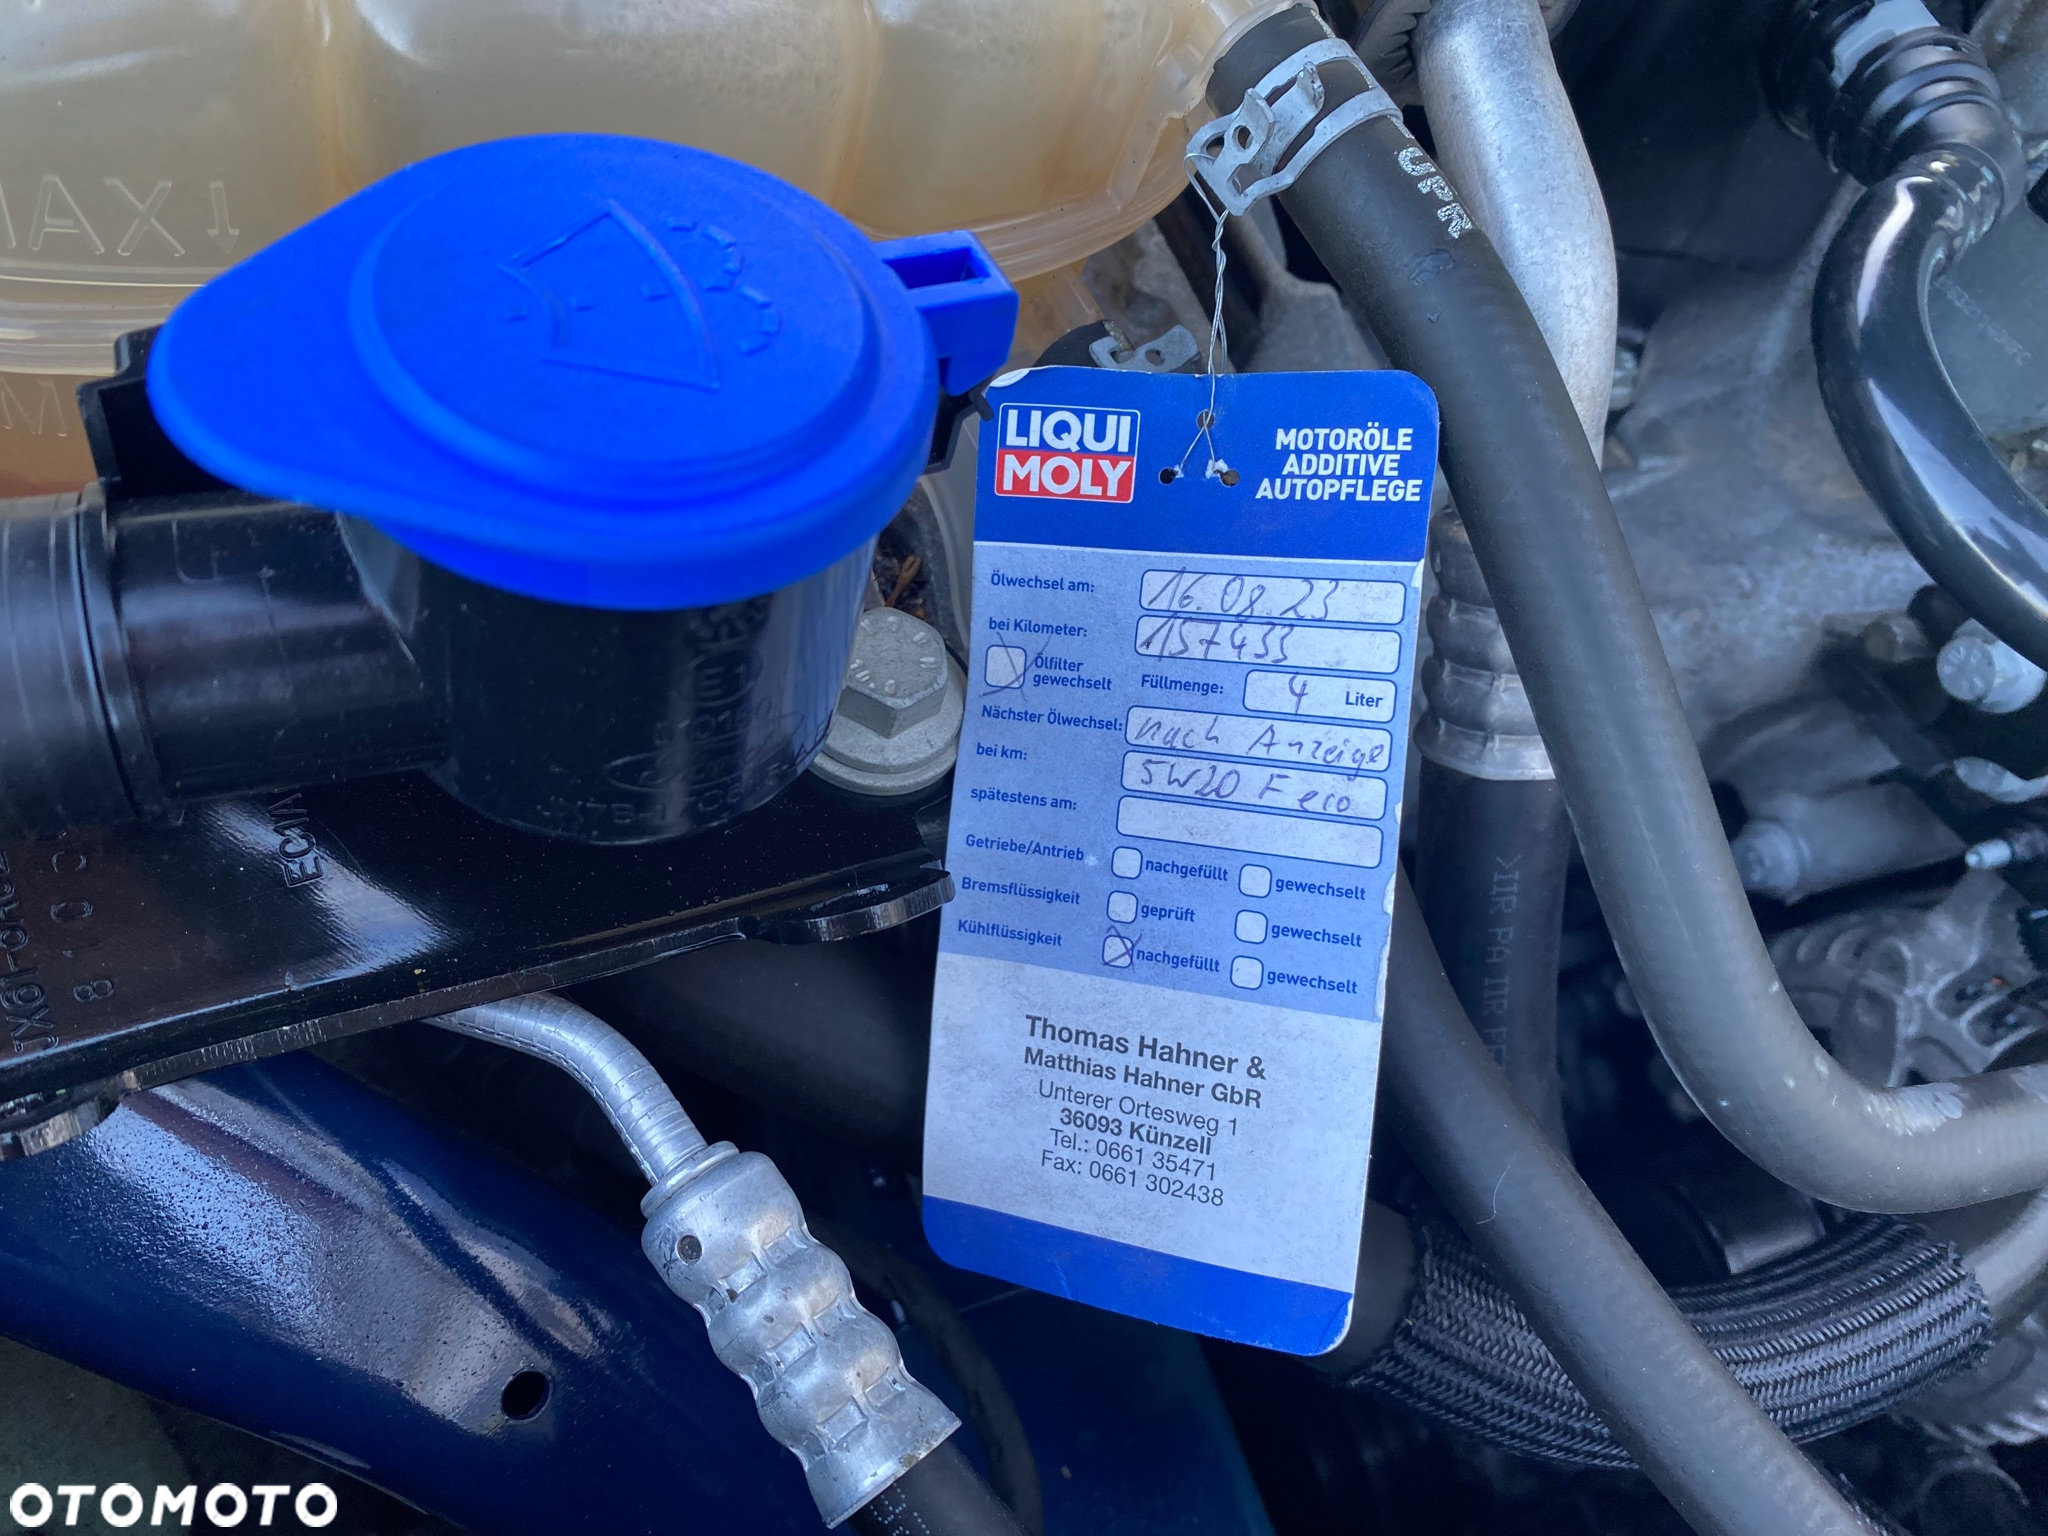 MAX
LIQUI
MOLY
MOTORÖLE
ADDITIVE
AUTOPFLEGE
Ölwechsel am: 16.08.23
bei Kilometer: 157433
Ölfilter
gewechselt
Füllmenge: 4 Liter
Nächster Ölwechsel: nach Anzeige
bei km: 5W20 Fero
spätestens am:
Getriebe/Antrieb nachgefüllt gewechselt
Bremsflüssigkeit geprüft gewechselt
Kühlflüssigkeit nachgefüllt gewechselt
Thomas Hahner &
Matthias Hahner GbR
Unterer Ortesweg 1
36093 Künzell
Tel.: 0661 35471
Fax: 0661 302438
OTOMOTO